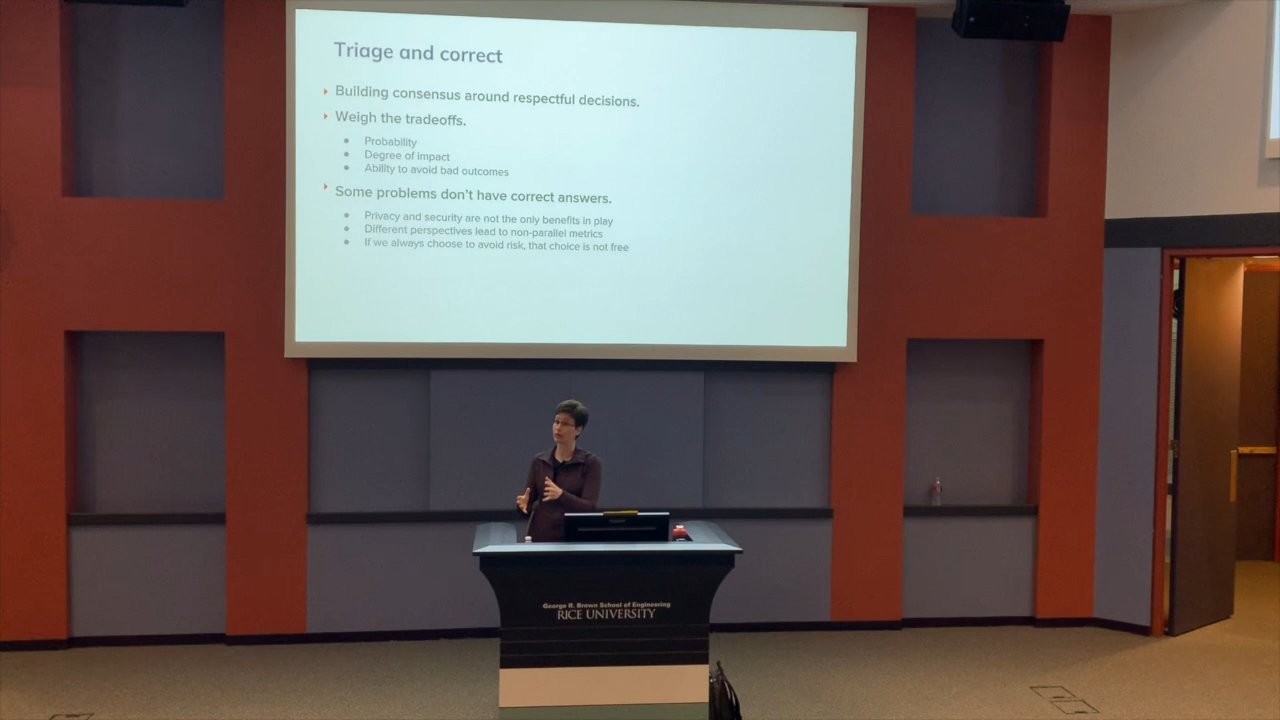 Triage and correct
Building consensus around respectful decisions.
Weigh the tradeoffs.
Probability
Degree of impact
Ability to avoid bad outcomes
Some problems don't have correct answers.
Privacy and security are not the only benefits in play
Different perspectives lead to non-parallel metrics
If we always choose to avoid risk, that choice is not free
George R. Brown School of Engineering
RICE UNIVERSITY